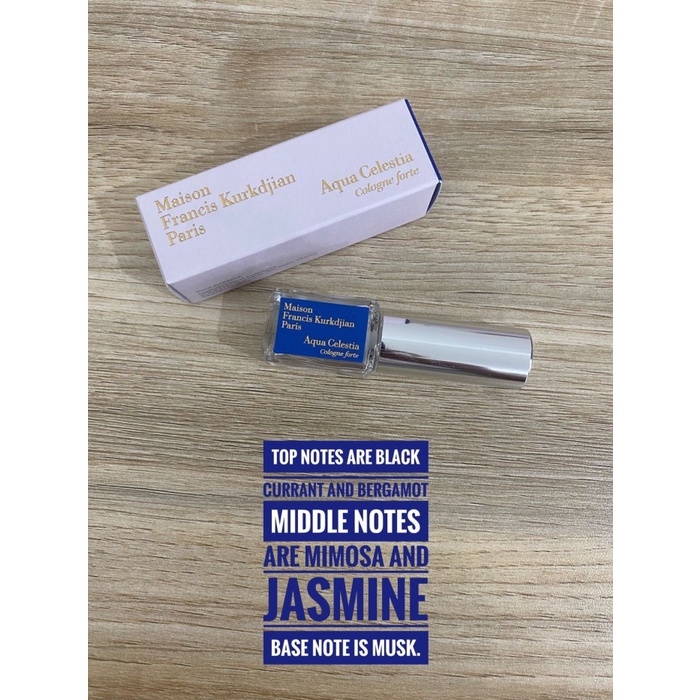 Maison
Francis Kurkdjian
Paris
Aqua Celestia
Cologne forte
Maison
Francis Kurkdjian
Paris
Aqua Celestia
Cologne forte
TOP NOTES ARE BLACK
CURRANT AND BERGAMOT
MIDDLE NOTES
ARE MIMOSA AND
JASMINE
BASE NOTE IS MUSK.